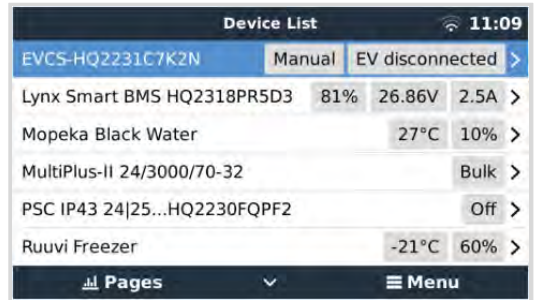 Device List 11:09
EVCS-HQ2231C7K2N Manual EV disconnected >
Lynx Smart BMS HQ2318PR5D3 81% 26.86V 2.5A >
Mopeka Black Water 27°C 10% >
MultiPlus-II 24/3000/70-32 Bulk >
PSC IP43 24|25...HQ2230FQPF2 Off >
Ruuvi Freezer -21°C 60% >
Pages Menu